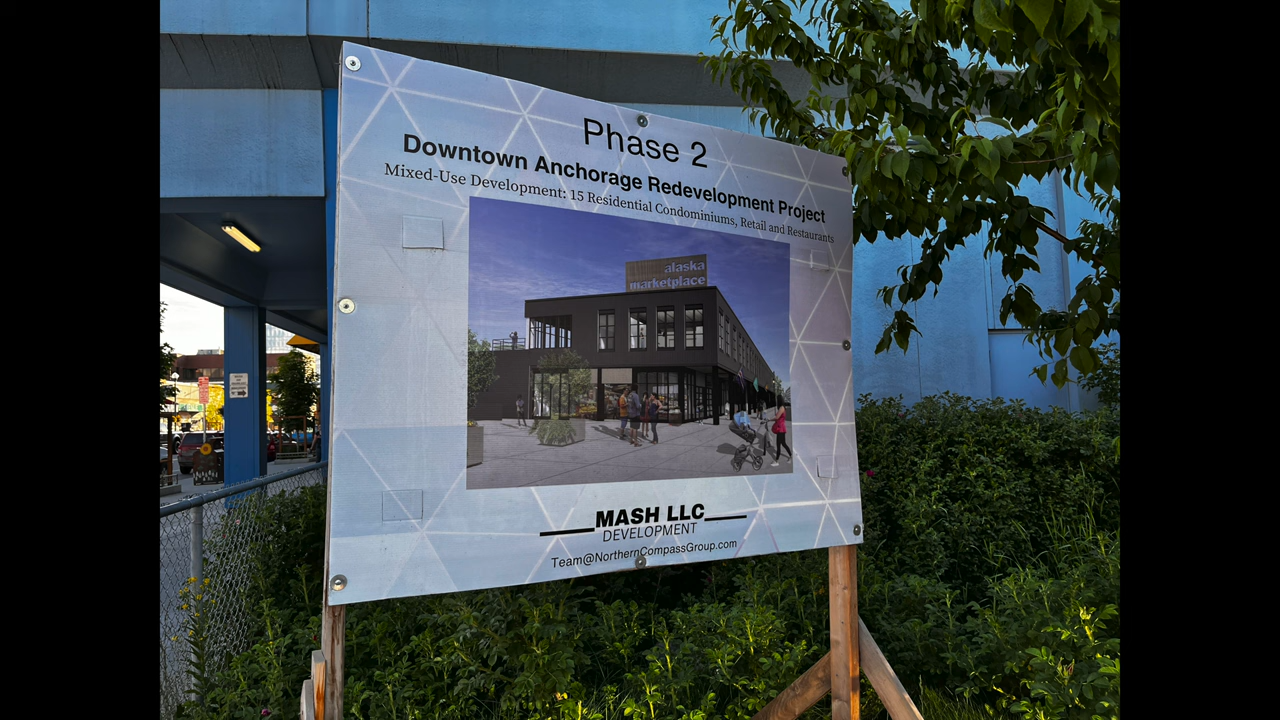 Phase 2
Downtown Anchorage Redevelopment Project
Mixed-Use Development: 15 Residential Condominiums, Retail and Restaurants
alaska
marketplace
MASH LLC
DEVELOPMENT
Team@NorthernCompassGroup.com